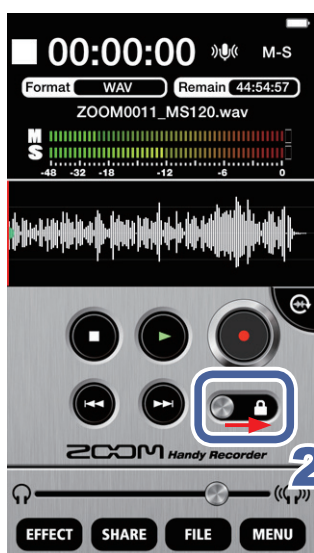 00:00:00 M-S
Format WAV Remain 44:54:57
ZOOM0011_MS120.wav
M
S
-48 -32 -18 -12 -6 0
2
ZOOM Handy Recorder
EFFECT SHARE FILE MENU